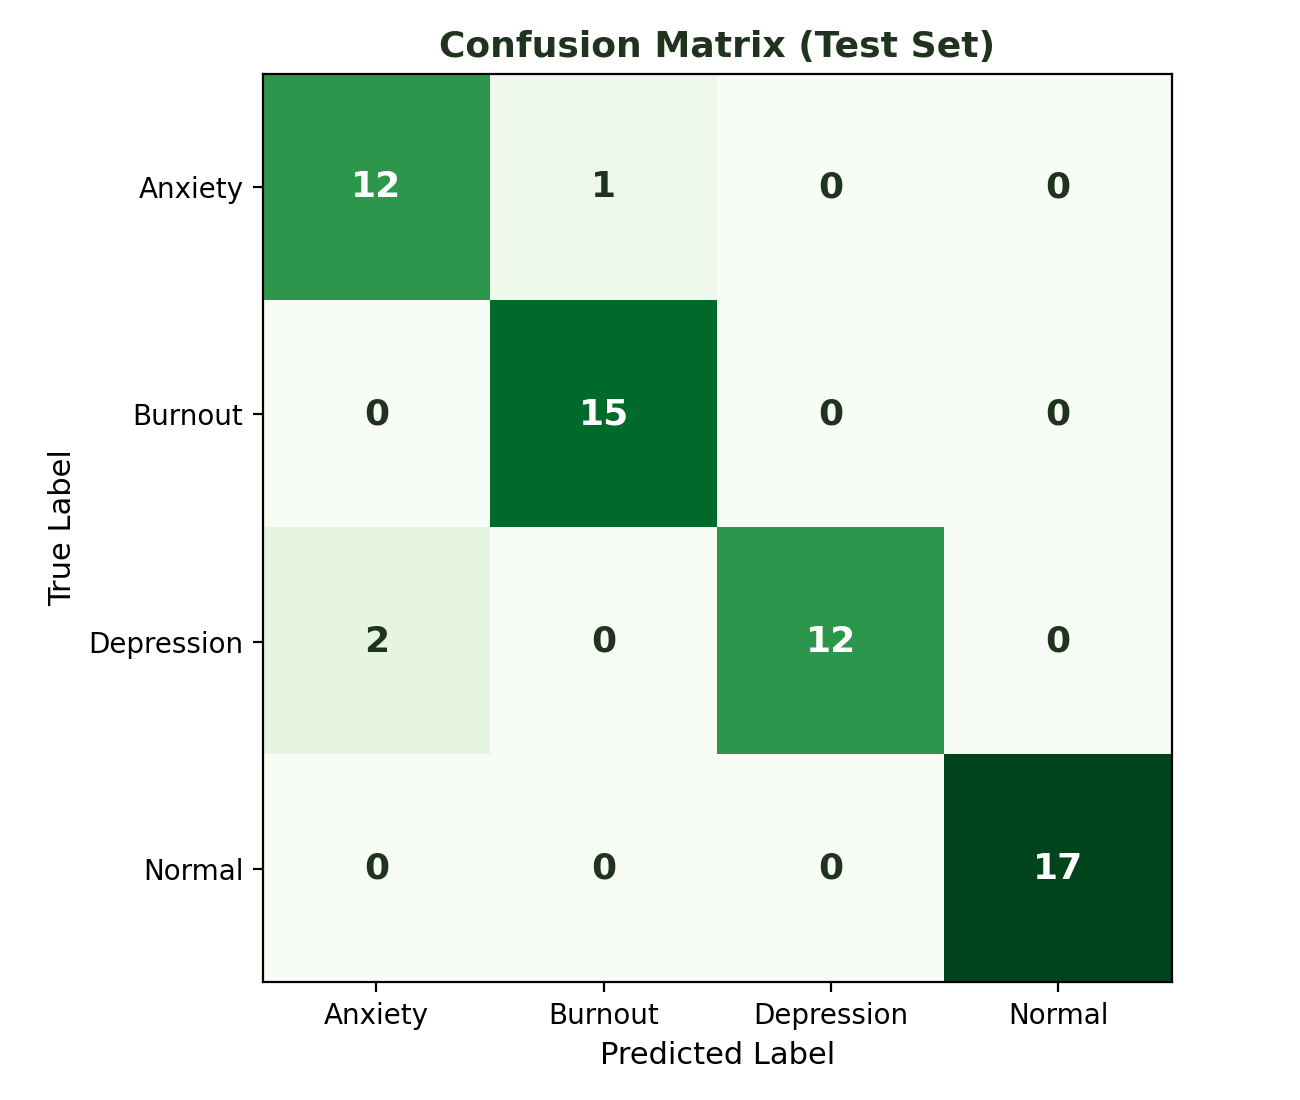 Confusion Matrix (Test Set)
Anxiety 12 1 0 0
Burnout 0 15 0 0
Depression 2 0 12 0
Normal 0 0 0 17
True Label
Anxiety Burnout Depression Normal
Predicted Label